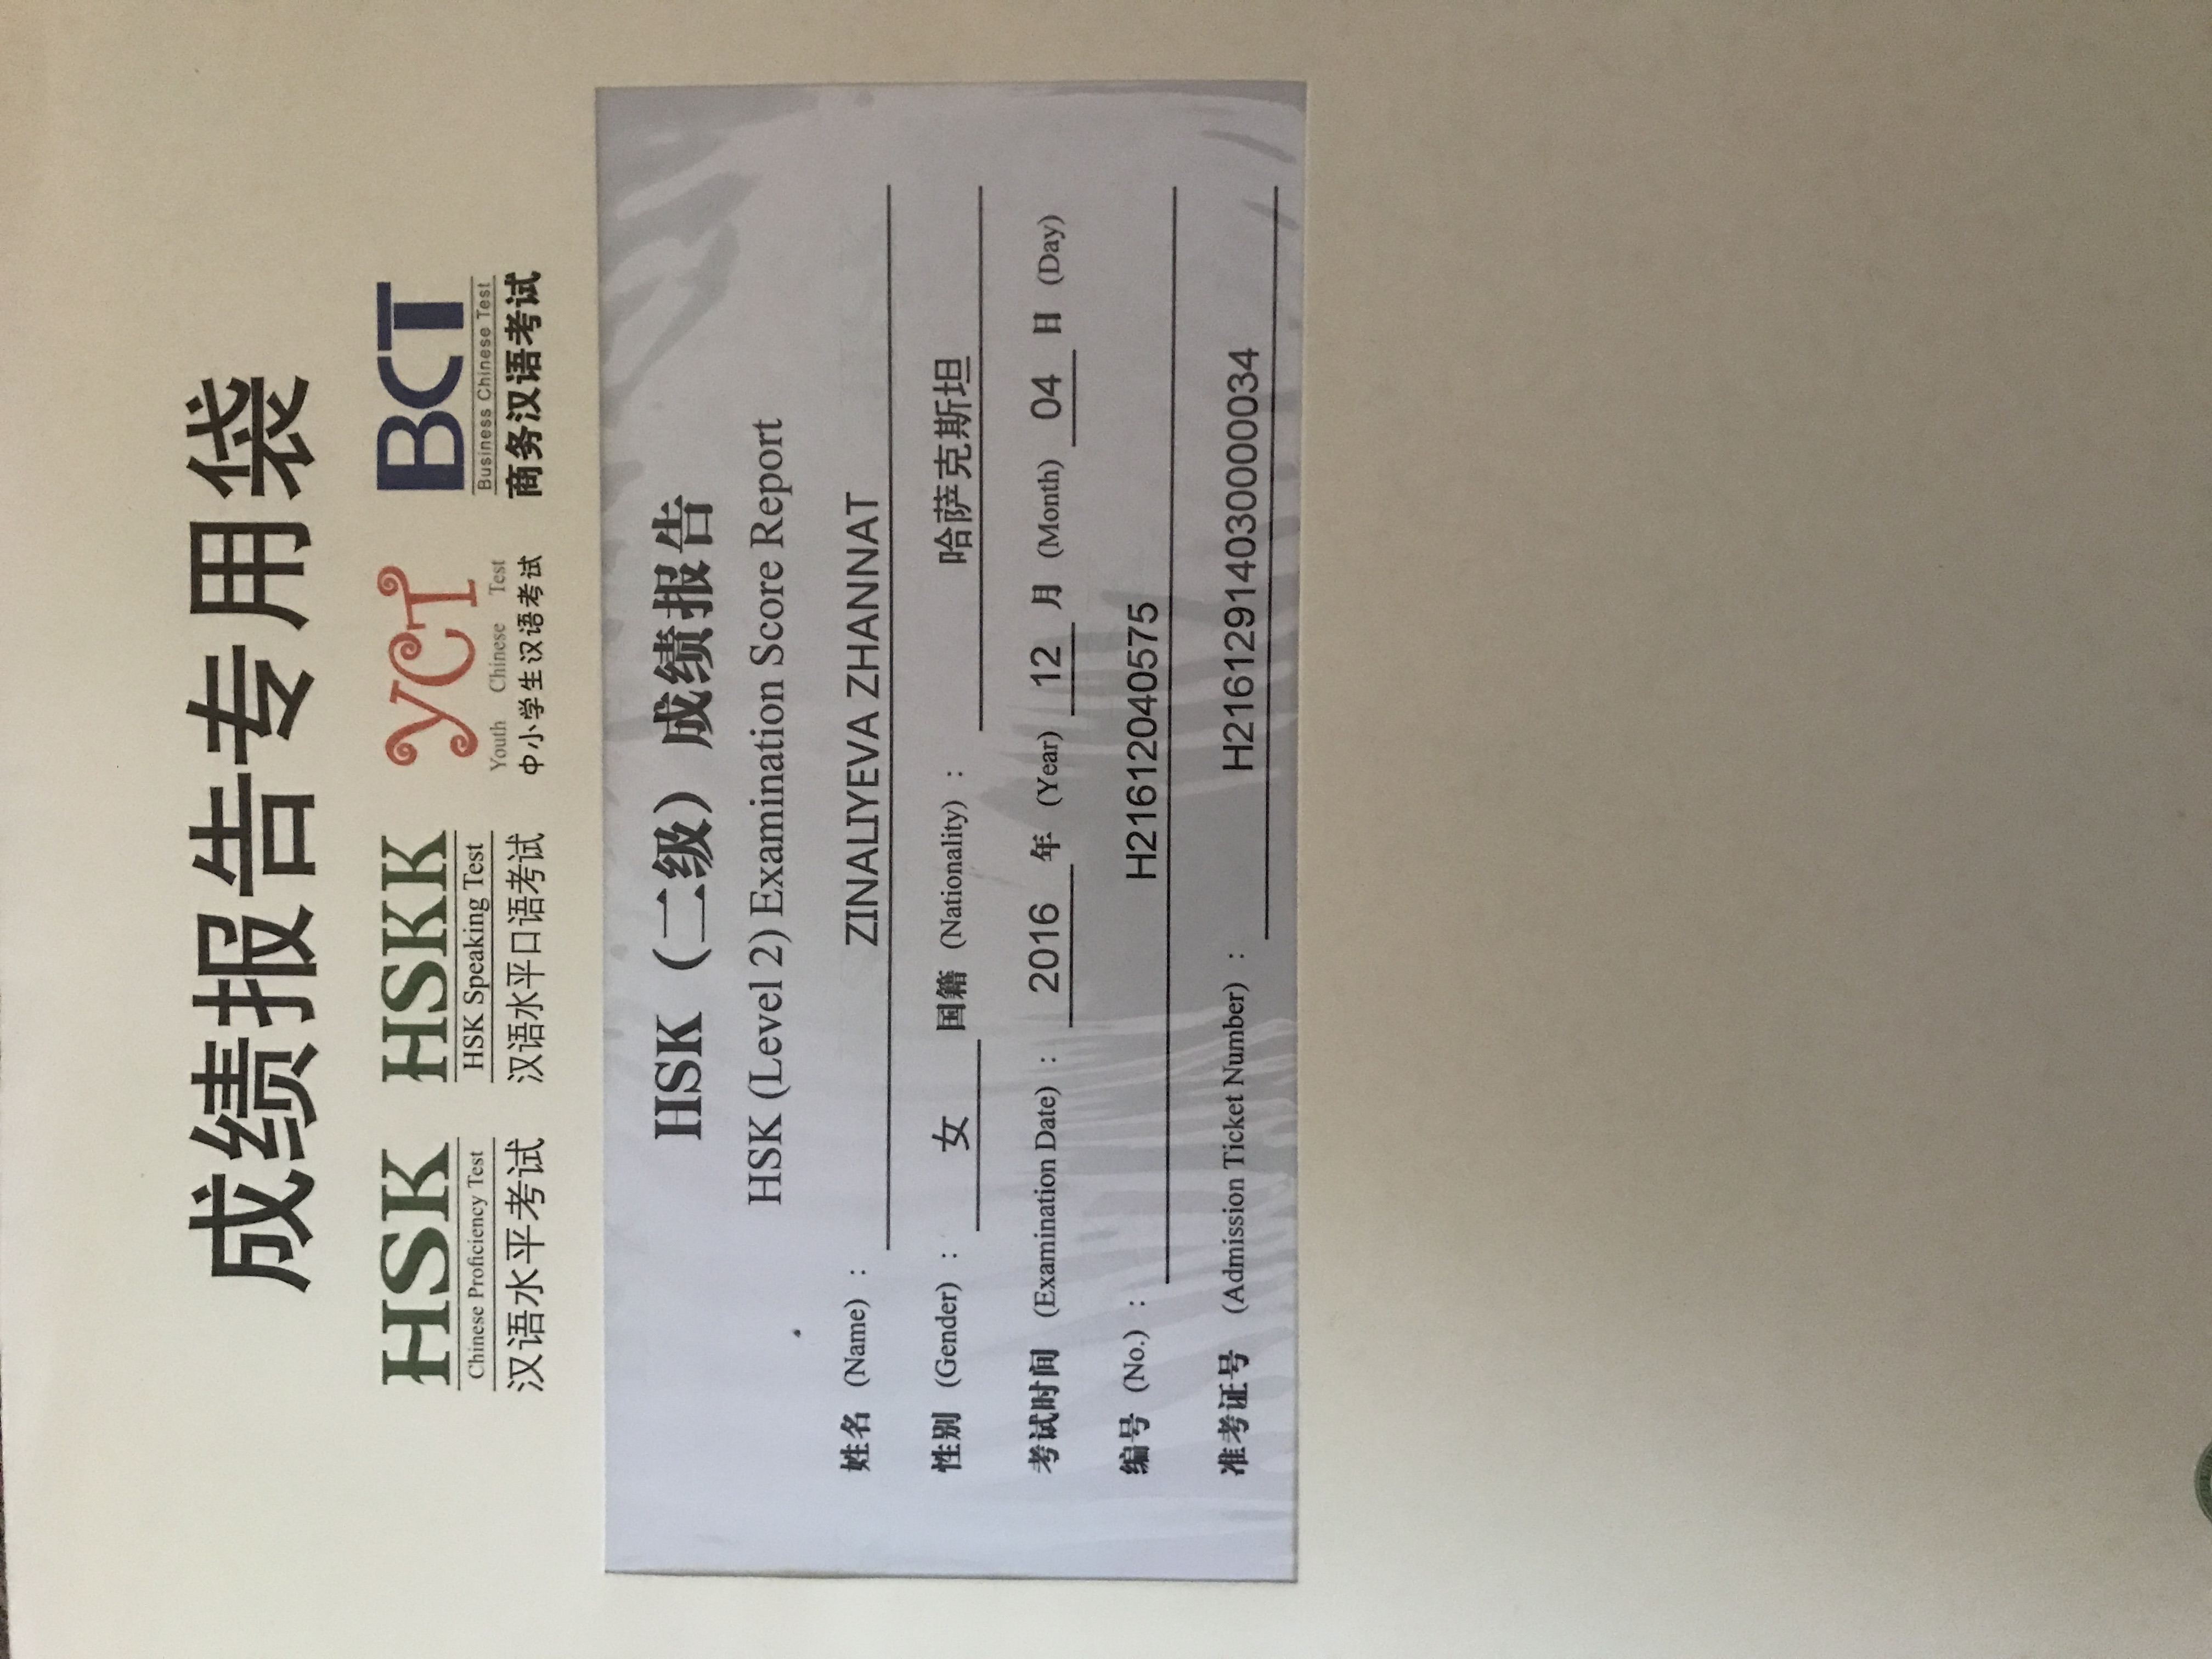 成绩报告专用袋
HSK HSKK YCT BCT
Chinese Proficiency Test HSK Speaking Test Youth Chinese Test Business Chinese Test
汉语水平考试 汉语水平口语考试 中小学生汉语考试 商务汉语考试
HSK（二级）成绩报告
HSK (Level 2) Examination Score Report
姓名 (Name) : ZINALIYEVA ZHANNAT
性别 (Gender) : 女 国籍 (Nationality) : 哈萨克斯坦
考试时间 (Examination Date) : 2016 年 (Year) 12 月 (Month) 04 日 (Day)
编号 (No.) : H21612040575
准考证号 (Admission Ticket Number) : H21612914030000034